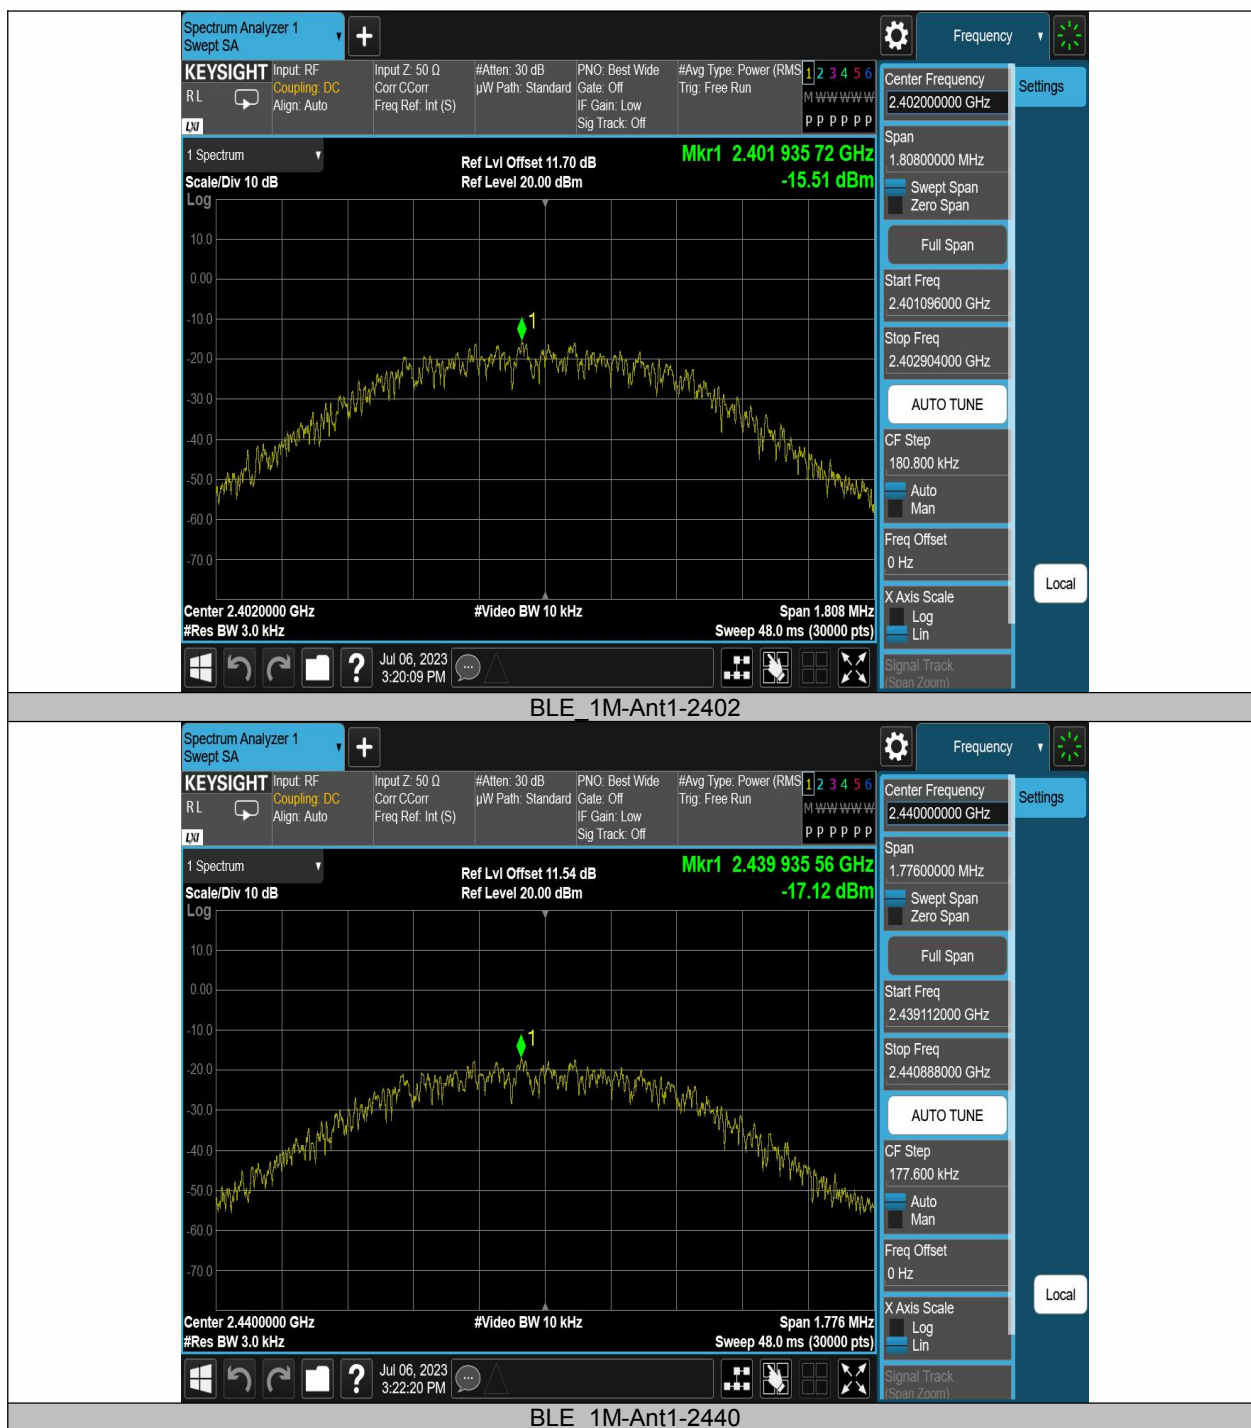 Spectrum Analyzer 1
Swept SA
+
Frequency
KEYSIGHT
RL
LXI
Input: RF
Coupling: DC
Align: Auto
Input Z: 50 Ω
Corr CCorr
Freq Ref: Int (S)
#Atten: 30 dB
µW Path: Standard
PNO: Best Wide
Gate: Off
IF Gain: Low
Sig Track: Off
#Avg Type: Power (RMS
Trig: Free Run
1 2 3 4 5 6
M W W W W W
P P P P P P
Center Frequency
2.402000000 GHz
Settings
Span
1.80800000 MHz
Swept Span
Zero Span
Full Span
Start Freq
2.401096000 GHz
Stop Freq
2.402904000 GHz
AUTO TUNE
CF Step
180.800 kHz
Auto
Man
Freq Offset
0 Hz
X Axis Scale
Log
Lin
Signal Track
(Span Zoom)
Local
1 Spectrum
Scale/Div 10 dB
Ref Lvl Offset 11.70 dB
Ref Level 20.00 dBm
Mkr1 2.401 935 72 GHz
-15.51 dBm
Log
10.0
0.00
-10.0
-20.0
-30.0
-40.0
-50.0
-60.0
-70.0
1
Center 2.4020000 GHz
#Res BW 3.0 kHz
#Video BW 10 kHz
Span 1.808 MHz
Sweep 48.0 ms (30000 pts)
?
Jul 06, 2023
3:20:09 PM
BLE_1M-Ant1-2402
Spectrum Analyzer 1
Swept SA
+
Frequency
KEYSIGHT
RL
LXI
Input: RF
Coupling: DC
Align: Auto
Input Z: 50 Ω
Corr CCorr
Freq Ref: Int (S)
#Atten: 30 dB
µW Path: Standard
PNO: Best Wide
Gate: Off
IF Gain: Low
Sig Track: Off
#Avg Type: Power (RMS
Trig: Free Run
1 2 3 4 5 6
M W W W W W
P P P P P P
Center Frequency
2.440000000 GHz
Settings
Span
1.77600000 MHz
Swept Span
Zero Span
Full Span
Start Freq
2.439112000 GHz
Stop Freq
2.440888000 GHz
AUTO TUNE
CF Step
177.600 kHz
Auto
Man
Freq Offset
0 Hz
X Axis Scale
Log
Lin
Signal Track
(Span Zoom)
Local
1 Spectrum
Scale/Div 10 dB
Ref Lvl Offset 11.54 dB
Ref Level 20.00 dBm
Mkr1 2.439 935 56 GHz
-17.12 dBm
Log
10.0
0.00
-10.0
-20.0
-30.0
-40.0
-50.0
-60.0
-70.0
1
Center 2.4400000 GHz
#Res BW 3.0 kHz
#Video BW 10 kHz
Span 1.776 MHz
Sweep 48.0 ms (30000 pts)
?
Jul 06, 2023
3:22:20 PM
BLE_1M-Ant1-2440